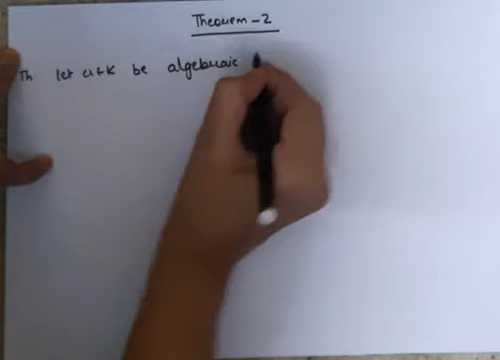 Theorem - 2
Th let a ∈ K be algebraic